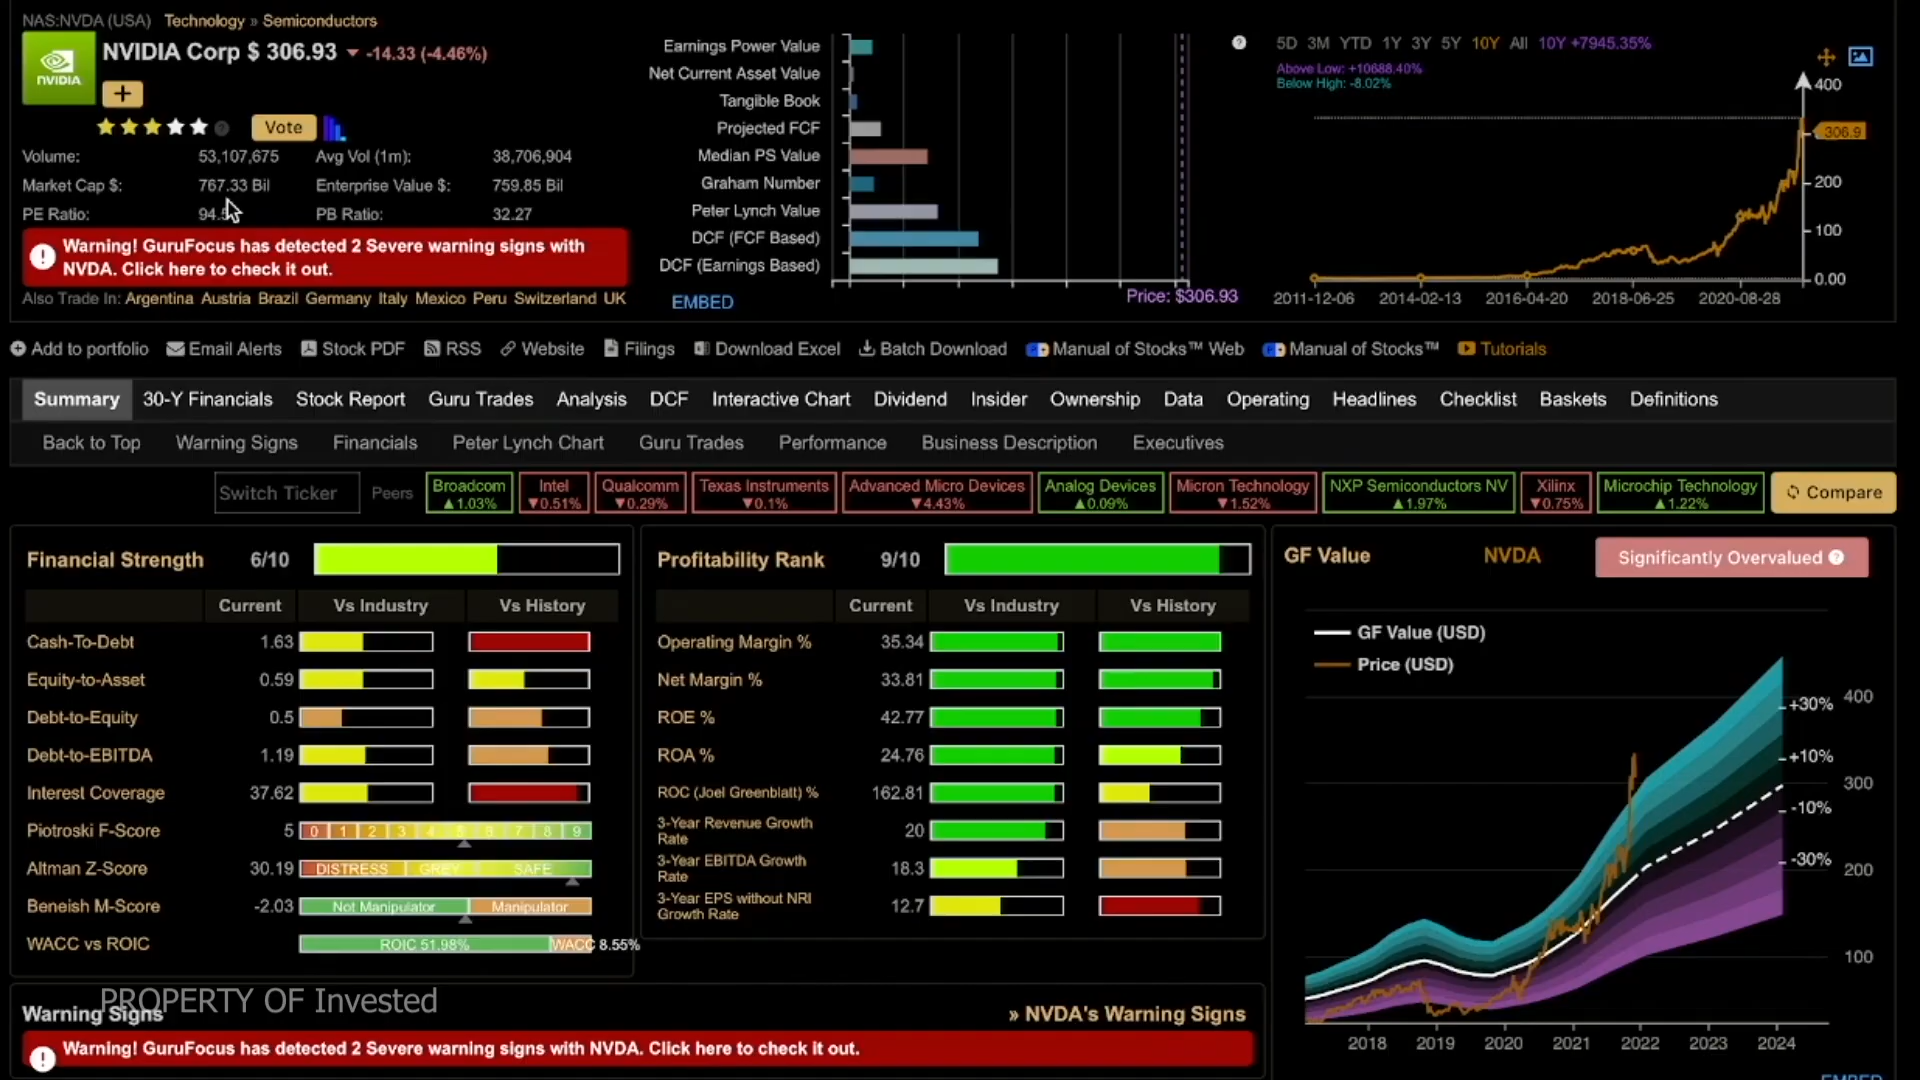 NAS:NVDA (USA) Technology » Semiconductors
NVIDIA
NVIDIA Corp $ 306.93 -14.33 (-4.46%)
+
Vote
Volume: 53,107,675 Avg Vol (1m): 38,706,904
Market Cap $: 767.33 Bil Enterprise Value $: 759.85 Bil
PE Ratio: PB Ratio: 32.27
Warning! GuruFocus has detected 2 Severe warning signs with
NVDA. Click here to check it out.
Also Trade In: Argentina Austria Brazil Germany Italy Mexico Peru Switzerland UK
Earnings Power Value
Net Current Asset Value
Tangible Book
Projected FCF
Median PS Value
Graham Number
Peter Lynch Value
DCF (FCF Based)
DCF (Earnings Based)
EMBED
Price: $306.93
5D 3M YTD 1Y 3Y 5Y 10Y All 10Y +7945.35%
Above Low: +10688.40%
Below High: -8.02%
400
306.9
200
100
0.00
2011-12-06 2014-02-13 2016-04-20 2018-06-25 2020-08-28
Add to portfolio Email Alerts Stock PDF RSS Website Filings Download Excel Batch Download Manual of Stocks™ Web Manual of Stocks™ Tutorials
Summary 30-Y Financials Stock Report Guru Trades Analysis DCF Interactive Chart Dividend Insider Ownership Data Operating Headlines Checklist Baskets Definitions
Back to Top Warning Signs Financials Peter Lynch Chart Guru Trades Performance Business Description Executives
Switch Ticker Peers
Broadcom
▲1.03%
Intel
▼0.51%
Qualcomm
▼0.29%
Texas Instruments
▼0.1%
Advanced Micro Devices
▼4.43%
Analog Devices
▲0.09%
Micron Technology
▼1.52%
NXP Semiconductors NV
▲1.97%
Xilinx
▼0.75%
Microchip Technology
▲1.22%
Compare
Financial Strength 6/10
Current Vs Industry Vs History
Cash-To-Debt 1.63
Equity-to-Asset 0.59
Debt-to-Equity 0.5
Debt-to-EBITDA 1.19
Interest Coverage 37.62
Piotroski F-Score 5 0 1 2 3 4 5 6 7 8 9
Altman Z-Score 30.19 DISTRESS GREY SAFE
Beneish M-Score -2.03 Not Manipulator Manipulator
WACC vs ROIC ROIC 51.98% WACC 8.55%
Profitability Rank 9/10
Current Vs Industry Vs History
Operating Margin % 35.34
Net Margin % 33.81
ROE % 42.77
ROA % 24.76
ROC (Joel Greenblatt) % 162.81
3-Year Revenue Growth
Rate 20
3-Year EBITDA Growth
Rate 18.3
3-Year EPS without NRI
Growth Rate 12.7
GF Value NVDA Significantly Overvalued
GF Value (USD)
Price (USD)
400
+30%
+10%
300
-10%
-30%
200
100
2018 2019 2020 2021 2022 2023 2024
EMBED
PROPERTY OF Invested
Warning Signs » NVDA's Warning Signs
Warning! GuruFocus has detected 2 Severe warning signs with NVDA. Click here to check it out.